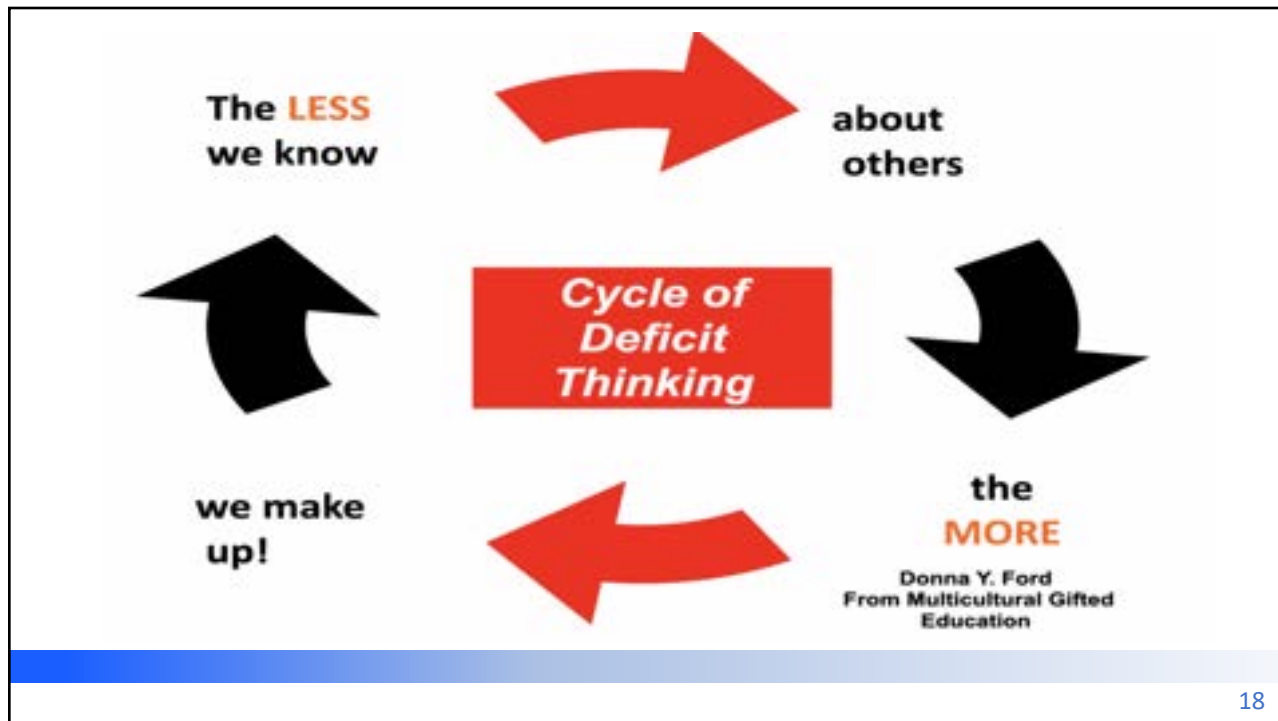 The LESS
we know
about
others
Cycle of
Deficit
Thinking
the
MORE
we make
up!
Donna Y. Ford
From Multicultural Gifted
Education
18